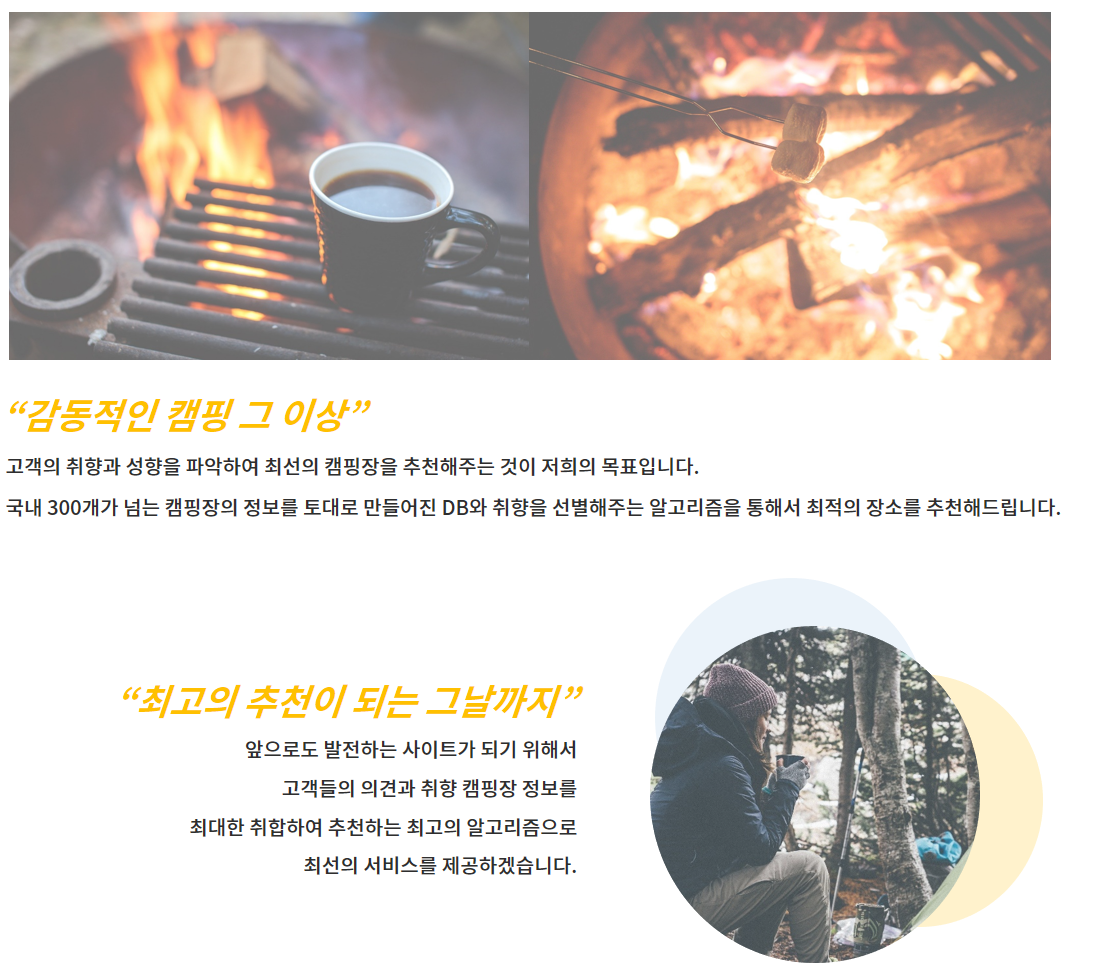 “감동적인 캠핑 그 이상”
고객의 취향과 성향을 파악하여 최선의 캠핑장을 추천해주는 것이 저희의 목표입니다.
국내 300개가 넘는 캠핑장의 정보를 토대로 만들어진 DB와 취향을 선별해주는 알고리즘을 통해서 최적의 장소를 추천해드립니다.
“최고의 추천이 되는 그날까지”
앞으로도 발전하는 사이트가 되기 위해서
고객들의 의견과 취향 캠핑장 정보를
최대한 취합하여 추천하는 최고의 알고리즘으로
최선의 서비스를 제공하겠습니다.